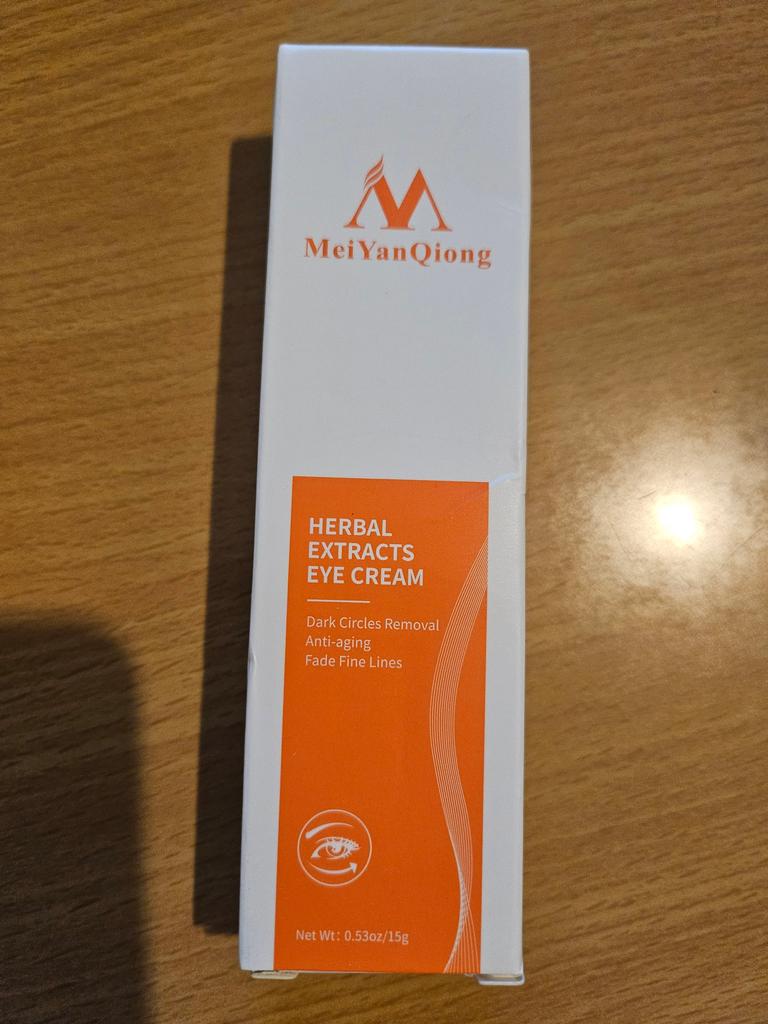 MeiYanQiong
HERBAL
EXTRACTS
EYE CREAM
Dark Circles Removal
Anti-aging
Fade Fine Lines
Net Wt: 0.53oz/15g